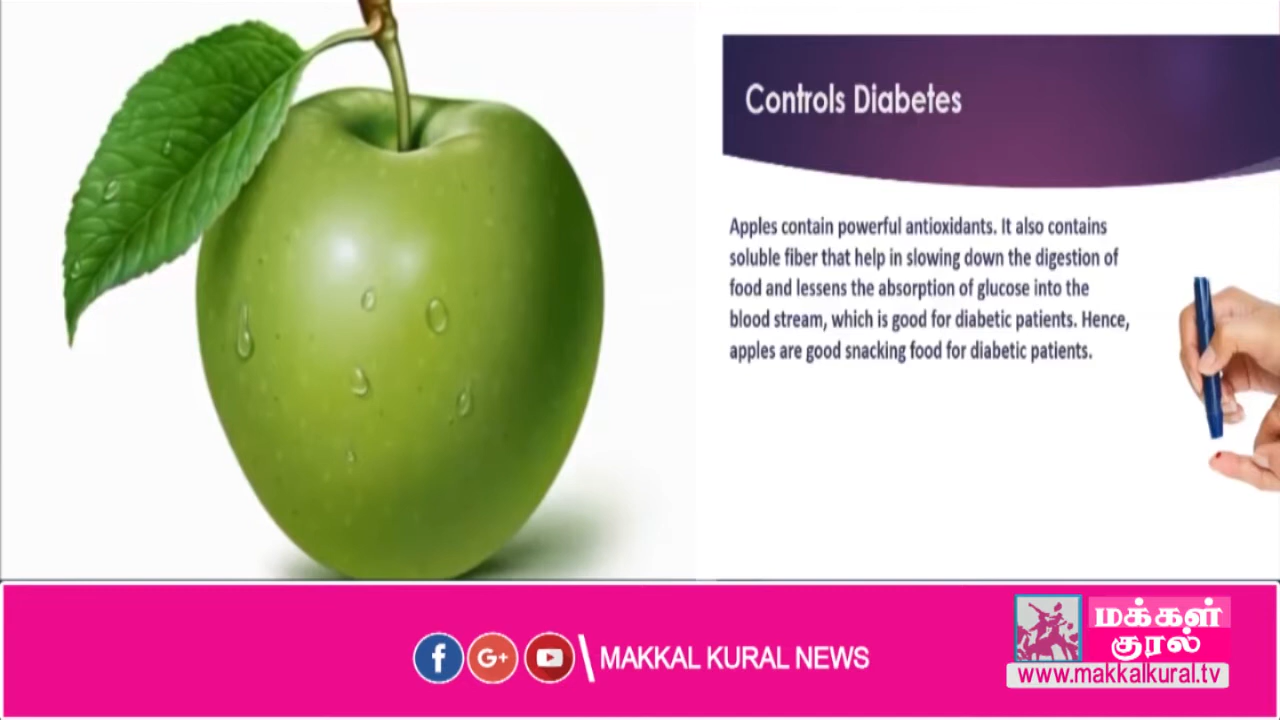 Controls Diabetes
Apples contain powerful antioxidants. It also contains
soluble fiber that help in slowing down the digestion of
food and lessens the absorption of glucose into the
blood stream, which is good for diabetic patients. Hence,
apples are good snacking food for diabetic patients.
f G+ \ MAKKAL KURAL NEWS
மக்கள்
குரல்
www.makkalkural.tv